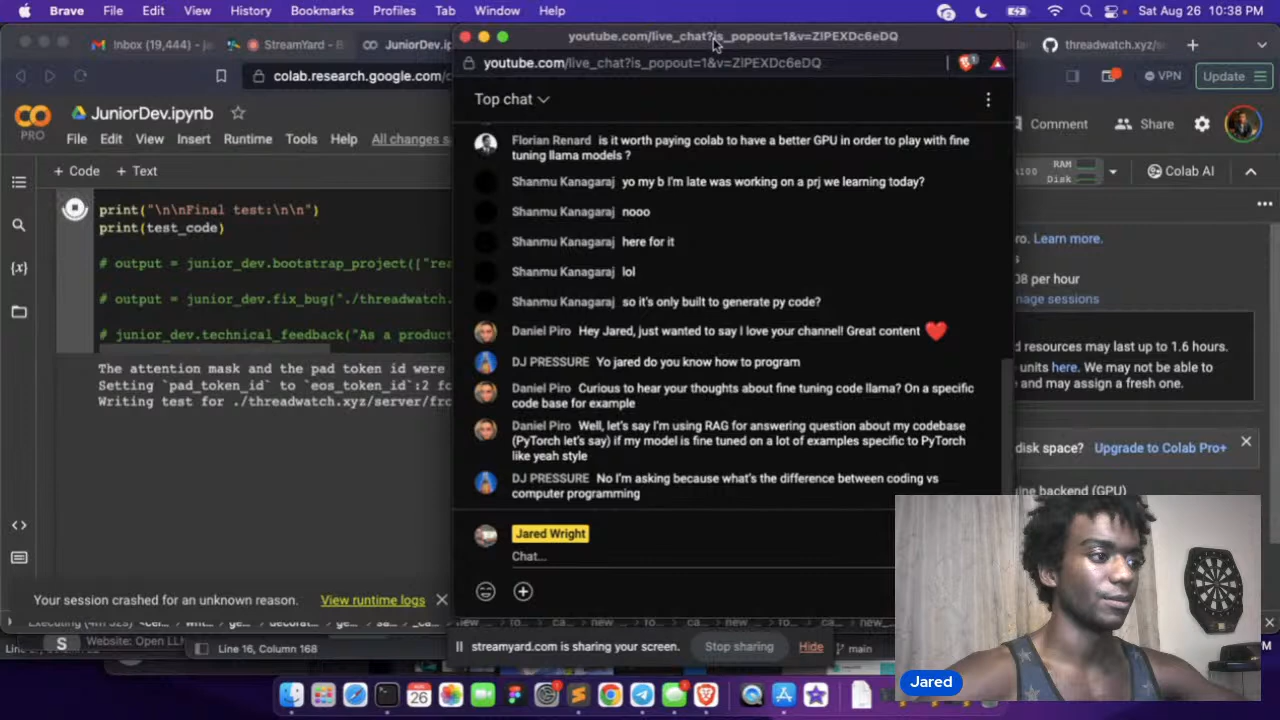 Brave File Edit View History Bookmarks Profiles Tab Window Help
Sat Aug 26 10:38 PM
Inbox (19,444)
StreamYard - B
JuniorDev.i
youtube.com/live_chat?is_popout=1&v=ZIPEXDc6eDQ
threadwatch.xyz/s
colab.research.google.com/c
youtube.com/live_chat?is_popout=1&v=ZIPEXDc6eDQ
VPN
Update
PRO
JuniorDev.ipynb
File Edit View Insert Runtime Tools Help All changes s
Comment
Share
+ Code + Text
RAM
Disk
Colab AI
Top chat
Florian Renard is it worth paying colab to have a better GPU in order to play with fine
tuning llama models ?
Shanmu Kanagaraj yo my b I'm late was working on a prj we learning today?
Shanmu Kanagaraj nooo
Shanmu Kanagaraj here for it
Shanmu Kanagaraj lol
Shanmu Kanagaraj so it's only built to generate py code?
Daniel Piro Hey Jared, just wanted to say I love your channel! Great content ❤️
DJ PRESSURE Yo jared do you know how to program
Daniel Piro Curious to hear your thoughts about fine tuning code llama? On a specific
code base for example
Daniel Piro Well, let's say I'm using RAG for answering question about my codebase
(PyTorch let's say) if my model is fine tuned on a lot of examples specific to PyTorch
like yeah style
DJ PRESSURE No I'm asking because what's the difference between coding vs
computer programming
Jared Wright
Chat...
print("\n\nFinal test:\n\n")
print(test_code)
# output = junior_dev.bootstrap_project(["rea
# output = junior_dev.fix_bug("./threadwatch.
# junior_dev.technical_feedback("As a product
The attention mask and the pad token id were
Setting `pad_token_id` to `eos_token_id`:2 fo
Writing test for ./threadwatch.xyz/server/fro
ro. Learn more.
08 per hour
nage sessions
d resources may last up to 1.6 hours.
units here. We may not be able to
e and may assign a fresh one.
disk space? Upgrade to Colab Pro+
ine backend (GPU)
Your session crashed for an unknown reason. View runtime logs
Website: Open LL
Line 16, Column 168
streamyard.com is sharing your screen. Stop sharing Hide
main
Jared
26